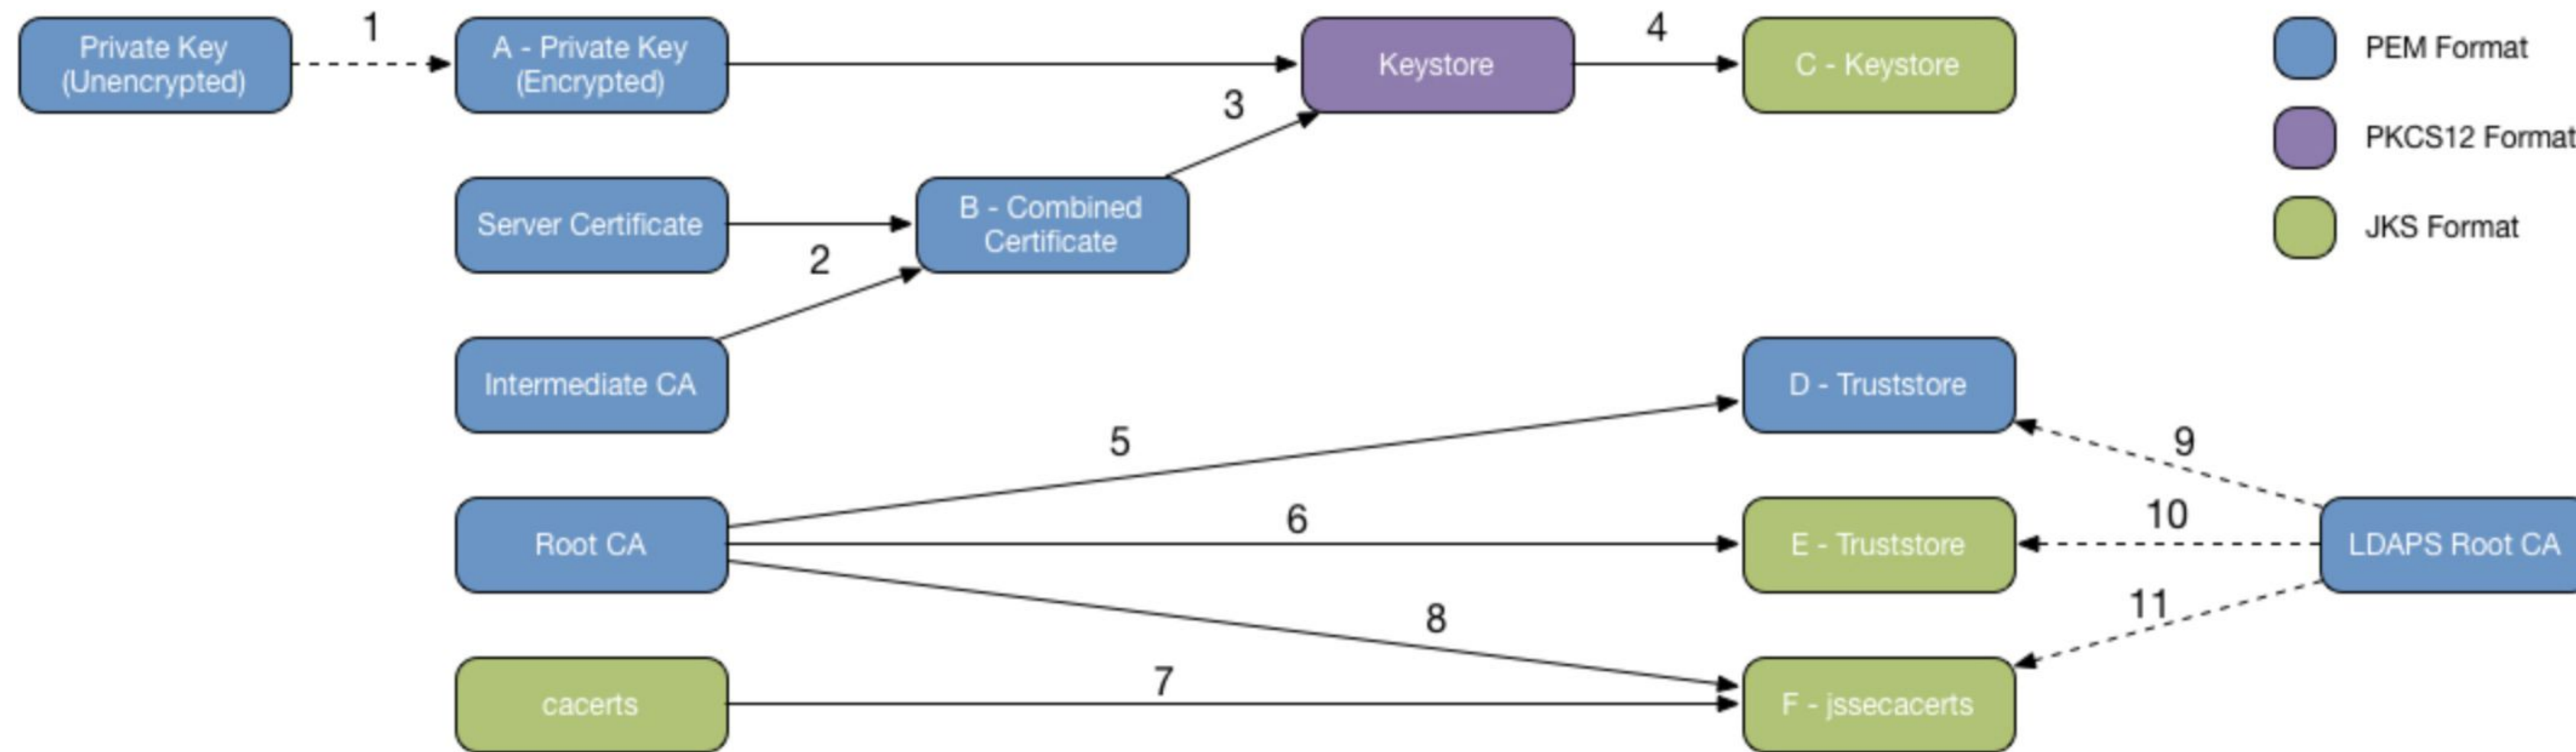 1
Private Key
(Unencrypted)
A - Private Key
(Encrypted)
Keystore
4
C - Keystore
PEM Format
3
PKCS12 Format
Server Certificate
B - Combined
Certificate
JKS Format
2
Intermediate CA
D - Truststore
5
9
Root CA
6
E - Truststore
10
LDAPS Root CA
8
11
cacerts
7
F - jssecacerts